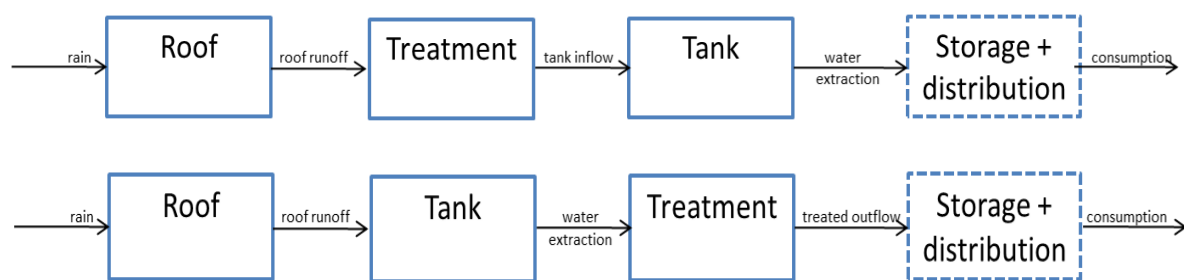 rain
Roof
roof runoff
Treatment
tank inflow
Tank
water
extraction
Storage +
distribution
consumption
rain
Roof
roof runoff
Tank
water
extraction
Treatment
treated outflow
Storage +
distribution
consumption